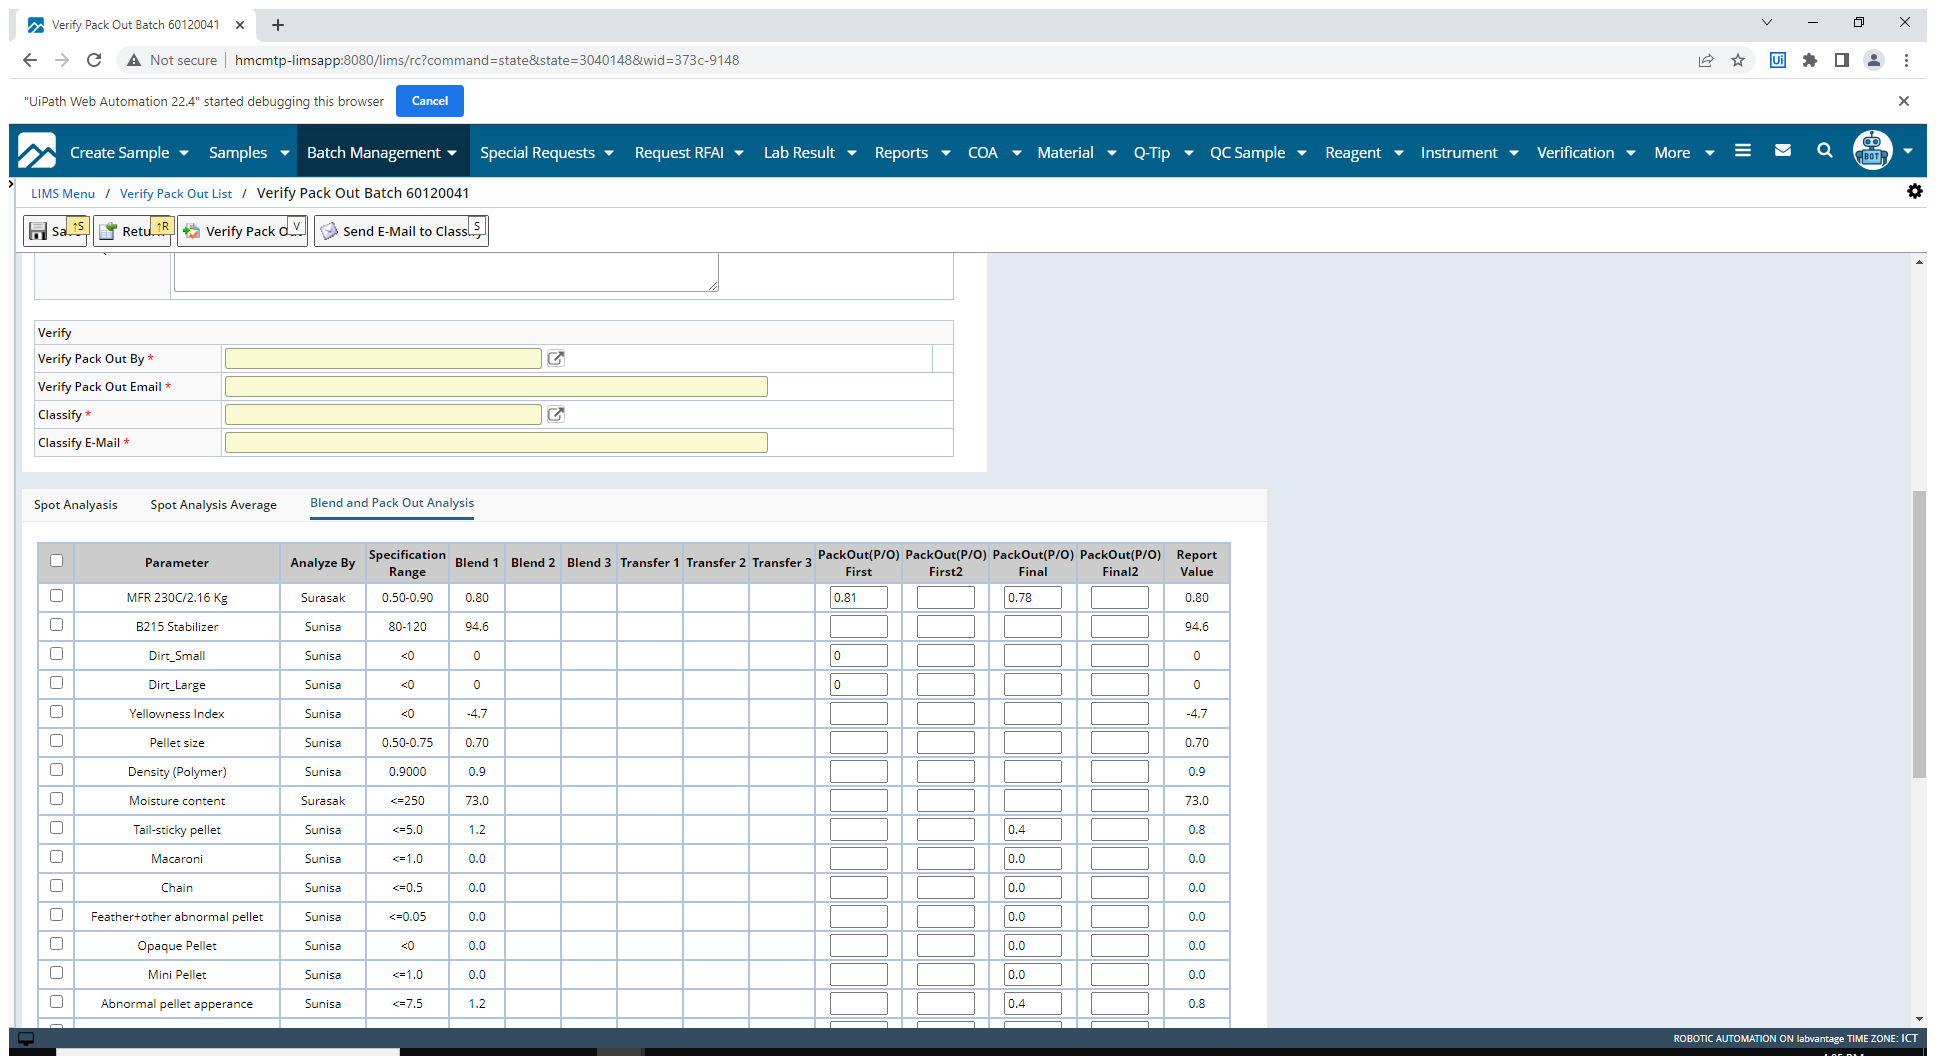 Verify Pack Out Batch 60120041
Not secure hmcmtp-limsapp:8080/lims/rc?command=state&state=3040148&wid=373c-9148
"UiPath Web Automation 22.4" started debugging this browser Cancel
Create Sample Samples Batch Management Special Requests Request RFAI Lab Result Reports COA Material Q-Tip QC Sample Reagent Instrument Verification More
LIMS Menu / Verify Pack Out List / Verify Pack Out Batch 60120041
↑S ↑R Verify Pack V Send E-Mail to S
Verify
Verify Pack Out By *
Verify Pack Out Email *
Classify *
Classify E-Mail *
Spot Analyasis Spot Analysis Average Blend and Pack Out Analysis
Parameter Analyze By Specification Range Blend 1 Blend 2 Blend 3 Transfer 1 Transfer 2 Transfer 3 PackOut(P/O) First PackOut(P/O) First2 PackOut(P/O) Final PackOut(P/O) Final2 Report Value
MFR 230C/2.16 Kg Surasak 0.50-0.90 0.80 0.81 0.78 0.80
B215 Stabilizer Sunisa 80-120 94.6 94.6
Dirt_Small Sunisa <0 0 0 0
Dirt_Large Sunisa <0 0 0 0
Yellowness Index Sunisa <0 -4.7 -4.7
Pellet size Sunisa 0.50-0.75 0.70 0.70
Density (Polymer) Sunisa 0.9000 0.9 0.9
Moisture content Surasak <=250 73.0 73.0
Tail-sticky pellet Sunisa <=5.0 1.2 0.4 0.8
Macaroni Sunisa <=1.0 0.0 0.0 0.0
Chain Sunisa <=0.5 0.0 0.0 0.0
Feather+other abnormal pellet Sunisa <=0.05 0.0 0.0 0.0
Opaque Pellet Sunisa <0 0.0 0.0 0.0
Mini Pellet Sunisa <=1.0 0.0 0.0 0.0
Abnormal pellet apperance Sunisa <=7.5 1.2 0.4 0.8
ROBOTIC AUTOMATION ON labvantage TIME ZONE: ICT